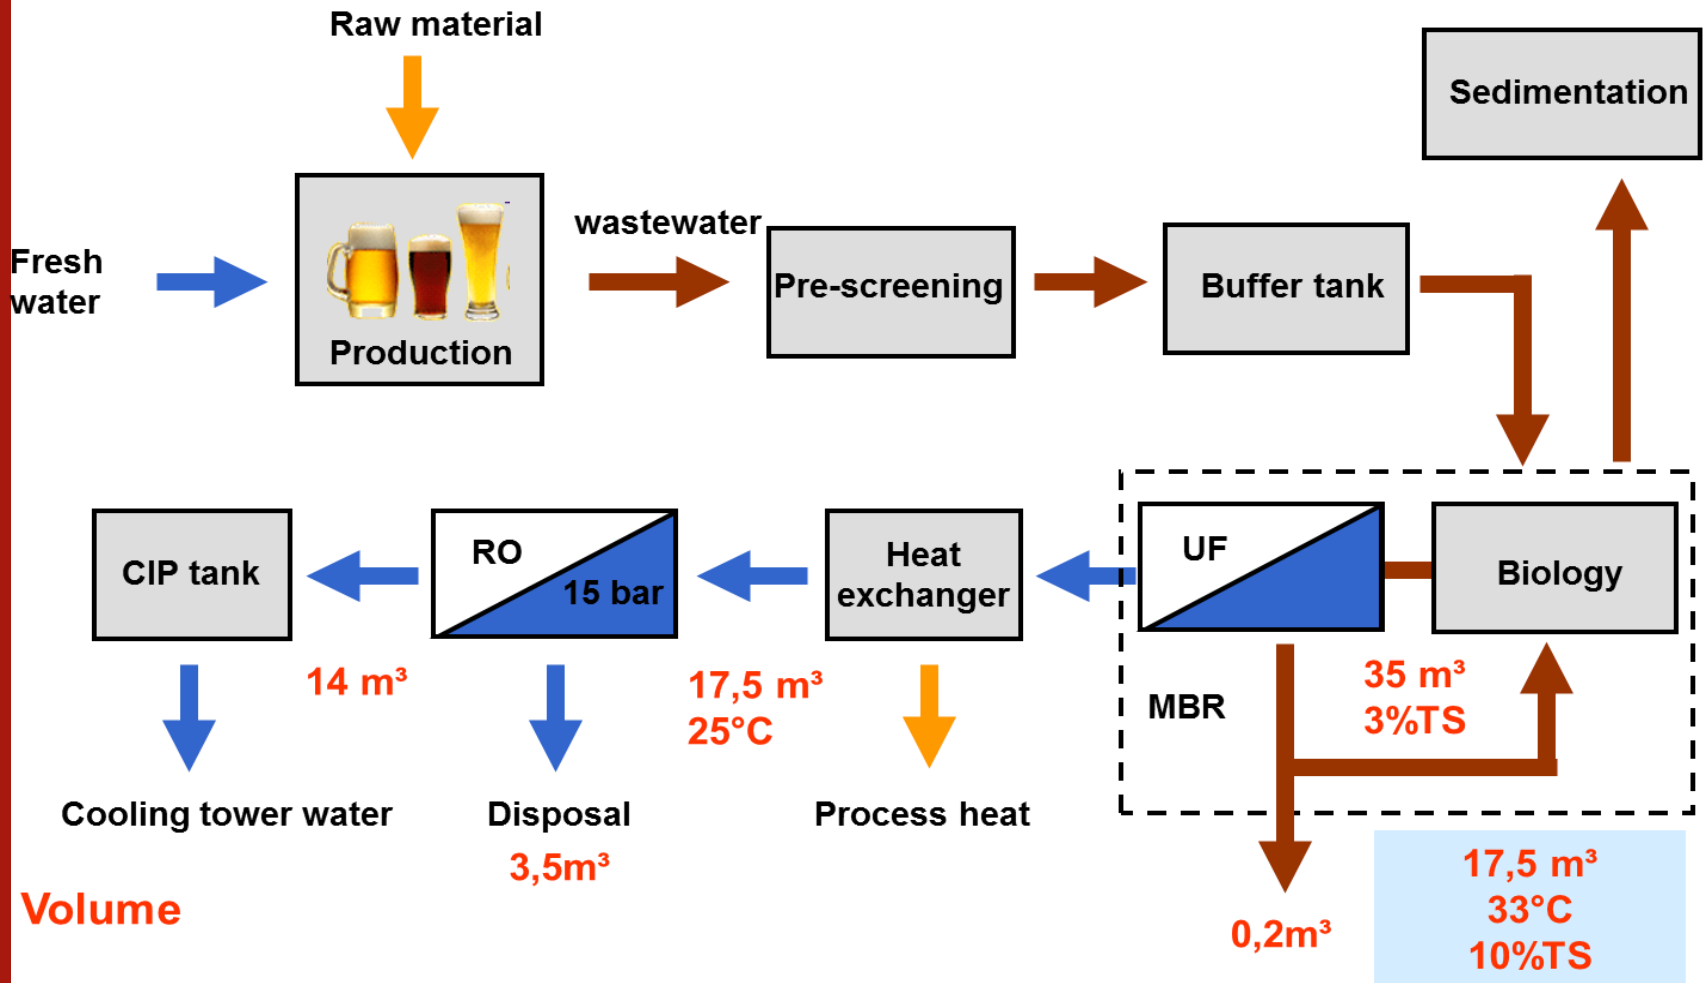 Raw material
Sedimentation
wastewater
Fresh
water
Pre-screening
Buffer tank
Production
RO
15 bar
CIP tank
Heat
exchanger
UF
Biology
14 m³
17,5 m³
25°C
35 m³
3%TS
MBR
Cooling tower water
Disposal
Process heat
3,5m³
Volume
0,2m³
17,5 m³
33°C
10%TS